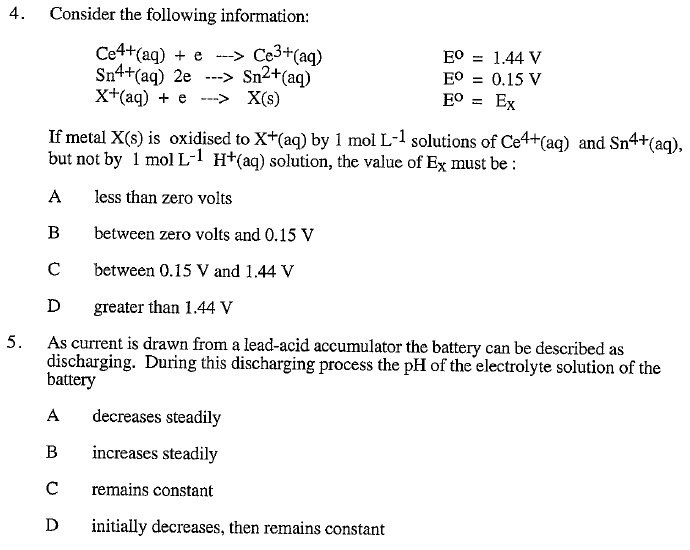 4. Consider the following information:
Ce4+(aq) + e ---> Ce3+(aq) Eo = 1.44 V
Sn4+(aq) 2e ---> Sn2+(aq) Eo = 0.15 V
X+(aq) + e ---> X(s) Eo = EX
If metal X(s) is oxidised to X+(aq) by 1 mol L-1 solutions of Ce4+(aq) and Sn4+(aq),
but not by 1 mol L-1 H+(aq) solution, the value of EX must be :
A less than zero volts
B between zero volts and 0.15 V
C between 0.15 V and 1.44 V
D greater than 1.44 V
5. As current is drawn from a lead-acid accumulator the battery can be described as
discharging. During this discharging process the pH of the electrolyte solution of the
battery
A decreases steadily
B increases steadily
C remains constant
D initially decreases, then remains constant